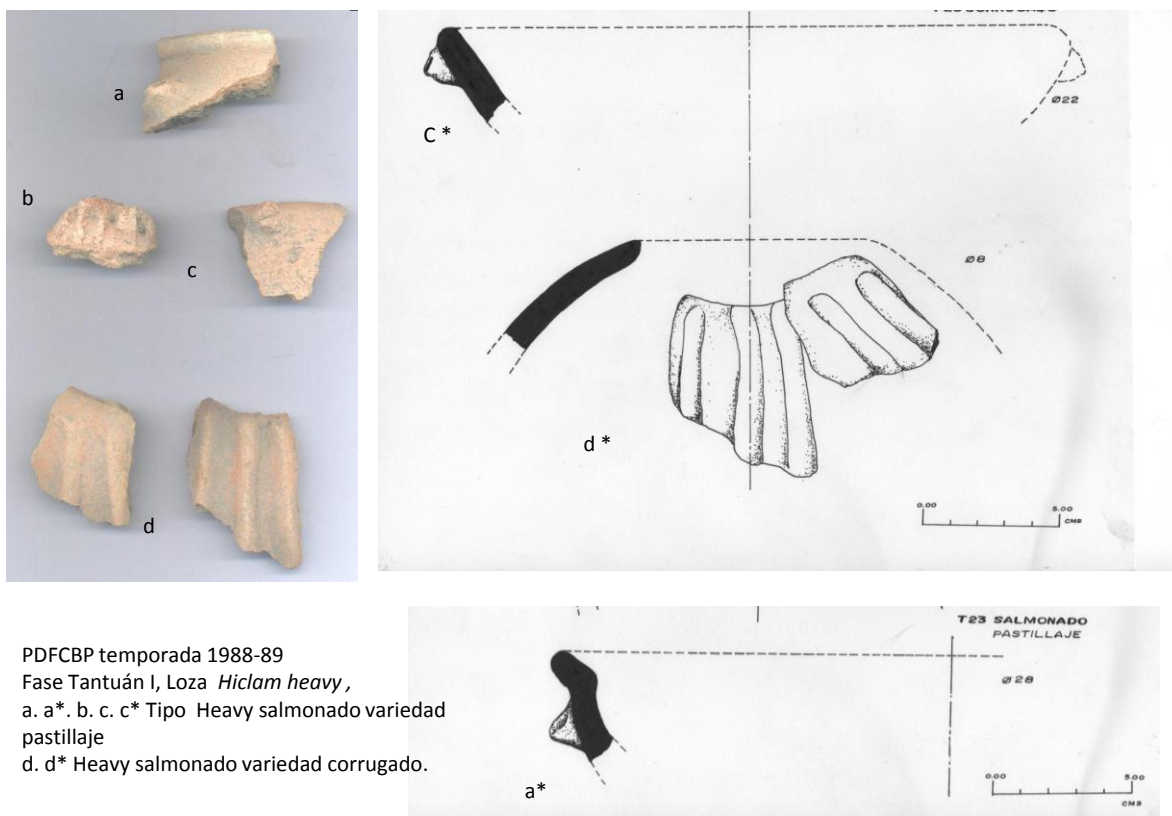 a
b
c
d
C *
Ø22
Ø8
d *
0.00 5.00
CMS
PDFCBP temporada 1988-89
Fase Tantuán I, Loza Hiclam heavy ,
a. a*. b. c. c* Tipo Heavy salmonado variedad
pastillaje
d. d* Heavy salmonado variedad corrugado.
T23 SALMONADO
PASTILLAJE
Ø28
a*
0.00 5.00
CMS